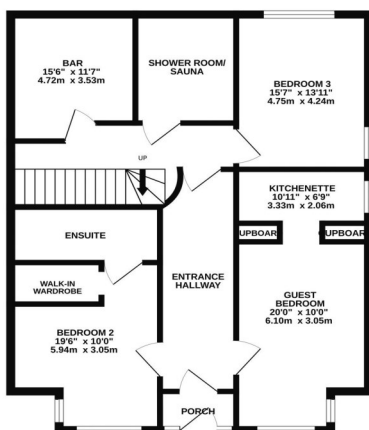 BAR
15'6" x 11'7"
4.72m x 3.53m
SHOWER ROOM/
SAUNA
BEDROOM 3
15'7" x 13'11"
4.75m x 4.24m
UP
KITCHENETTE
10'11" x 6'9"
3.33m x 2.06m
UPBOAR
UPBOAR
ENSUITE
WALK-IN
WARDROBE
ENTRANCE
HALLWAY
GUEST
BEDROOM
20'0" x 10'0"
6.10m x 3.05m
BEDROOM 2
19'6" x 10'0"
5.94m x 3.05m
PORCH